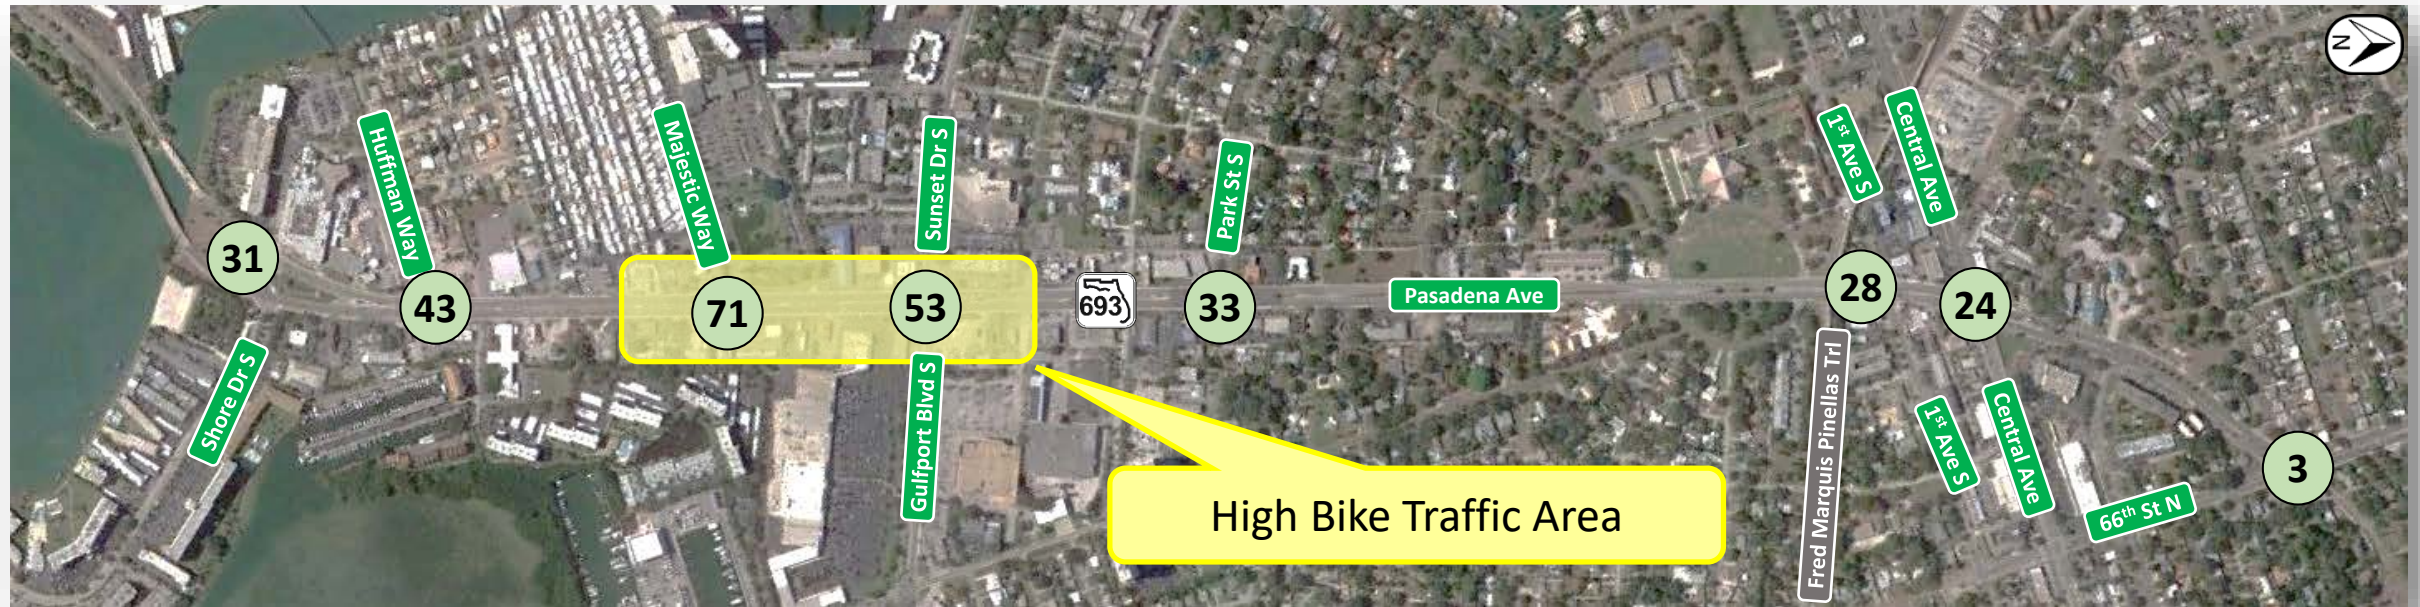 N
Huffman Way
Majestic Way
Sunset Dr S
Park St S
1st Ave S
Central Ave
31
43
71
53
693
33
Pasadena Ave
28
24
Shore Dr S
Gulfport Blvd S
Fred Marquis Pinellas Trl
1st Ave S
Central Ave
66th St N
3
High Bike Traffic Area